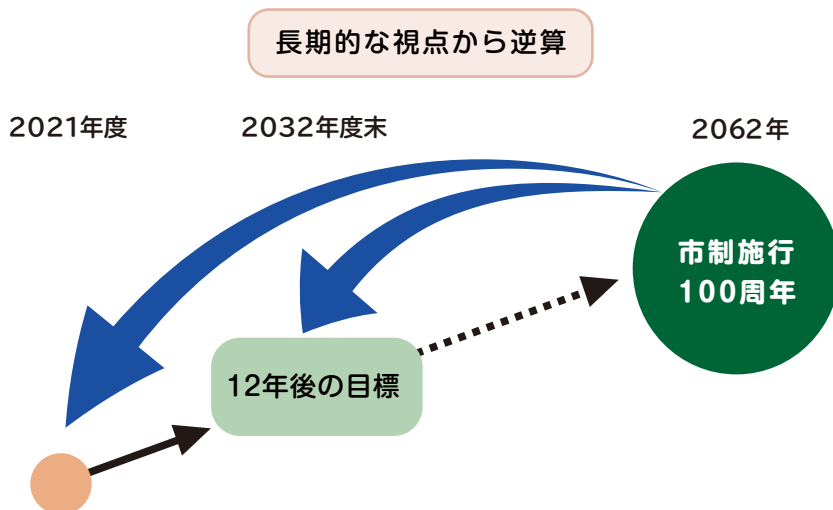 長期的な視点から逆算
2021年度
2032年度末
2062年
市制施行
100周年
12年後の目標